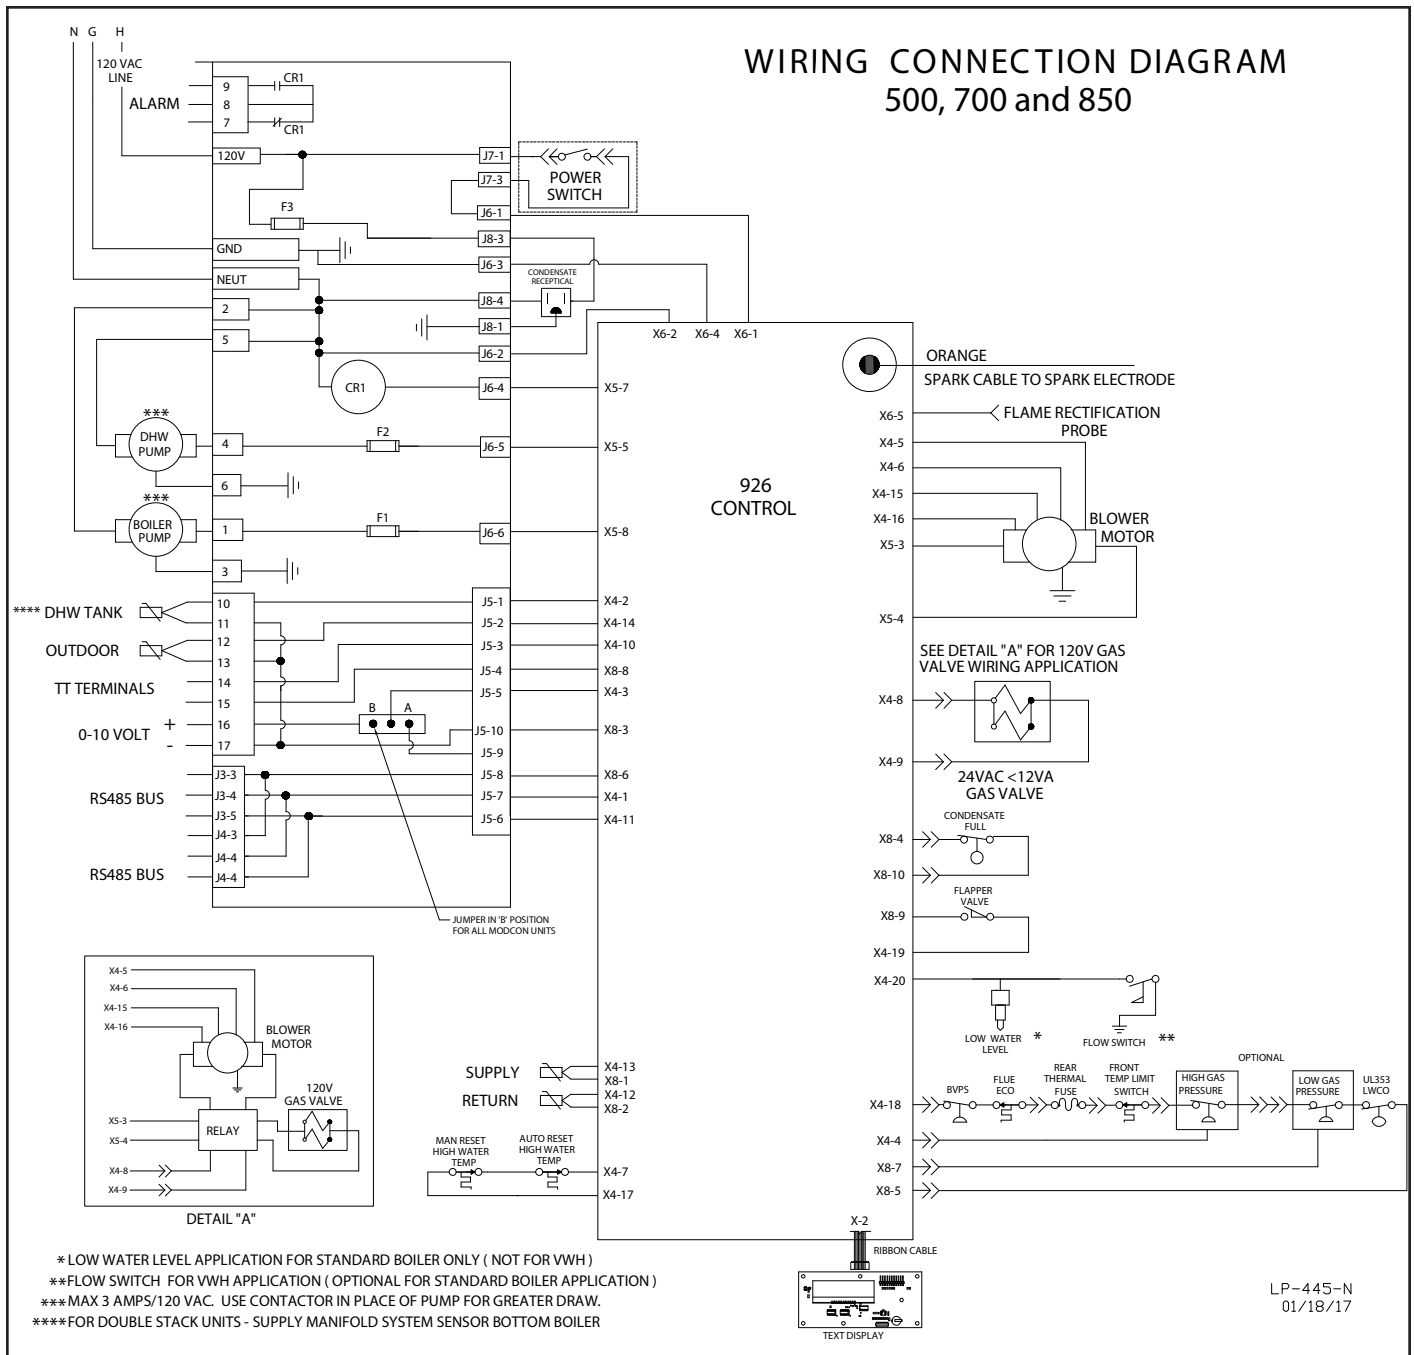 WIRING CONNECTION DIAGRAM
500, 700 and 850
N G H
120 VAC
LINE
ALARM
9
8
7
CR1
CR1
120V
F3
GND
NEUT
2
5
CR1
J7-1
J7-3
J6-1
J8-3
J6-3
J8-4
J8-1
J6-2
J6-4
POWER
SWITCH
CONDENSATE
RECEPTICAL
X6-2 X6-4 X6-1
***
DHW
PUMP
4
F2
J6-5
6
***
BOILER
PUMP
1
F1
J6-6
3
X5-7
X5-5
X5-8
926
CONTROL
ORANGE
SPARK CABLE TO SPARK ELECTRODE
X6-5
FLAME RECTIFICATION
PROBE
X4-5
X4-6
X4-15
X4-16
X5-3
BLOWER
MOTOR
X5-4
**** DHW TANK
OUTDOOR
TT TERMINALS
0-10 VOLT
+
-
10
11
12
13
14
15
16
17
B A
J5-1
J5-2
J5-3
J5-4
J5-5
J5-10
J5-9
J5-8
J5-7
J5-6
X4-2
X4-14
X4-10
X8-8
X4-3
X8-3
X8-6
X4-1
X4-11
RS485 BUS
J3-3
J3-4
J3-5
J4-3
J4-4
J4-4
RS485 BUS
JUMPER IN 'B' POSITION
FOR ALL MODCON UNITS
SEE DETAIL "A" FOR 120V GAS
VALVE WIRING APPLICATION
X4-8
X4-9
24VAC <12VA
GAS VALVE
CONDENSATE
FULL
X8-4
X8-10
FLAPPER
VALVE
X8-9
X4-19
X4-20
LOW WATER
LEVEL
*
FLOW SWITCH
**
OPTIONAL
X4-18
BVPS
FLUE
ECO
REAR
THERMAL
FUSE
FRONT
TEMP LIMIT
SWITCH
HIGH GAS
PRESSURE
LOW GAS
PRESSURE
UL353
LWCO
X4-4
X8-7
X8-5
X4-5
X4-6
X4-15
X4-16
BLOWER
MOTOR
120V
GAS VALVE
X5-3
X5-4
RELAY
X4-8
X4-9
DETAIL "A"
SUPPLY
RETURN
X4-13
X8-1
X4-12
X8-2
MAN RESET
HIGH WATER
TEMP
AUTO RESET
HIGH WATER
TEMP
X4-7
X4-17
X-2
RIBBON CABLE
TEXT DISPLAY
* LOW WATER LEVEL APPLICATION FOR STANDARD BOILER ONLY ( NOT FOR VWH )
**FLOW SWITCH FOR VWH APPLICATION ( OPTIONAL FOR STANDARD BOILER APPLICATION )
***MAX 3 AMPS/120 VAC. USE CONTACTOR IN PLACE OF PUMP FOR GREATER DRAW.
****FOR DOUBLE STACK UNITS - SUPPLY MANIFOLD SYSTEM SENSOR BOTTOM BOILER
LP-445-N
01/18/17